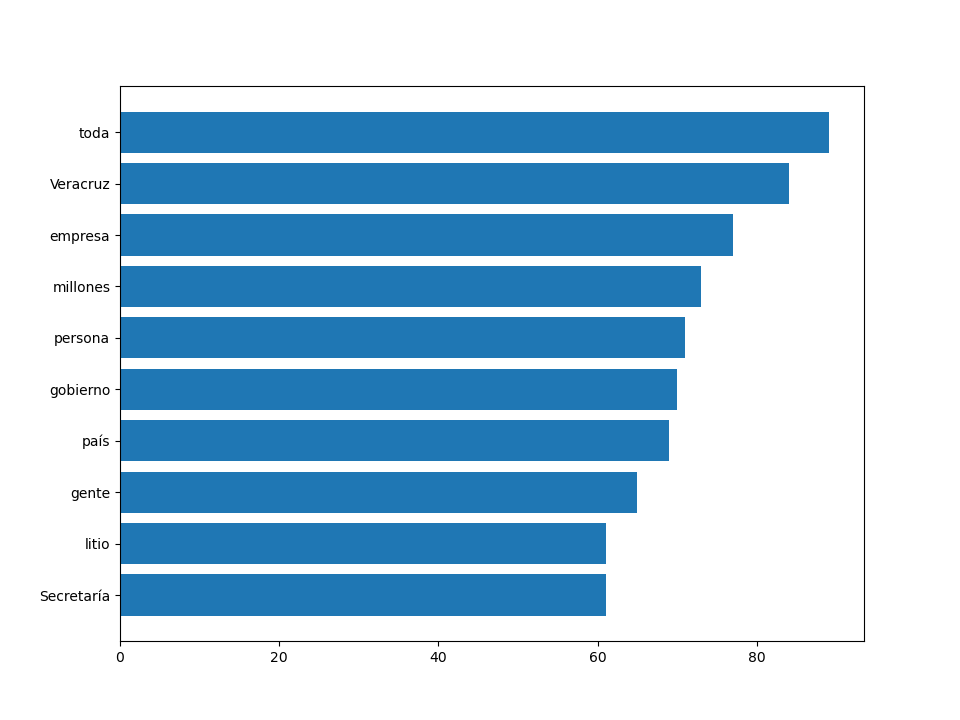 toda
Veracruz
empresa
millones
persona
gobierno
país
gente
litio
Secretaría
0 20 40 60 80